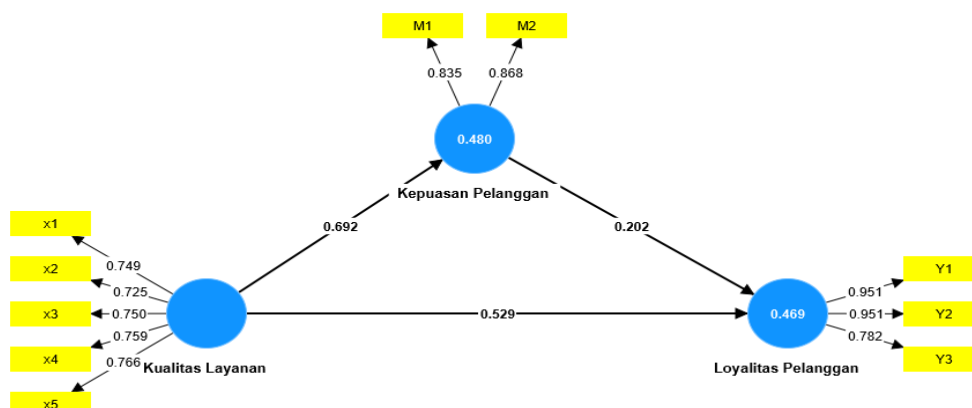 M1
M2
0.835
0.868
0.480
Kepuasan Pelanggan
0.692
0.202
x1
x2
x3
x4
x5
0.749
0.725
0.750
0.759
0.766
Kualitas Layanan
0.529
0.469
Loyalitas Pelanggan
0.951
0.951
0.782
Y1
Y2
Y3